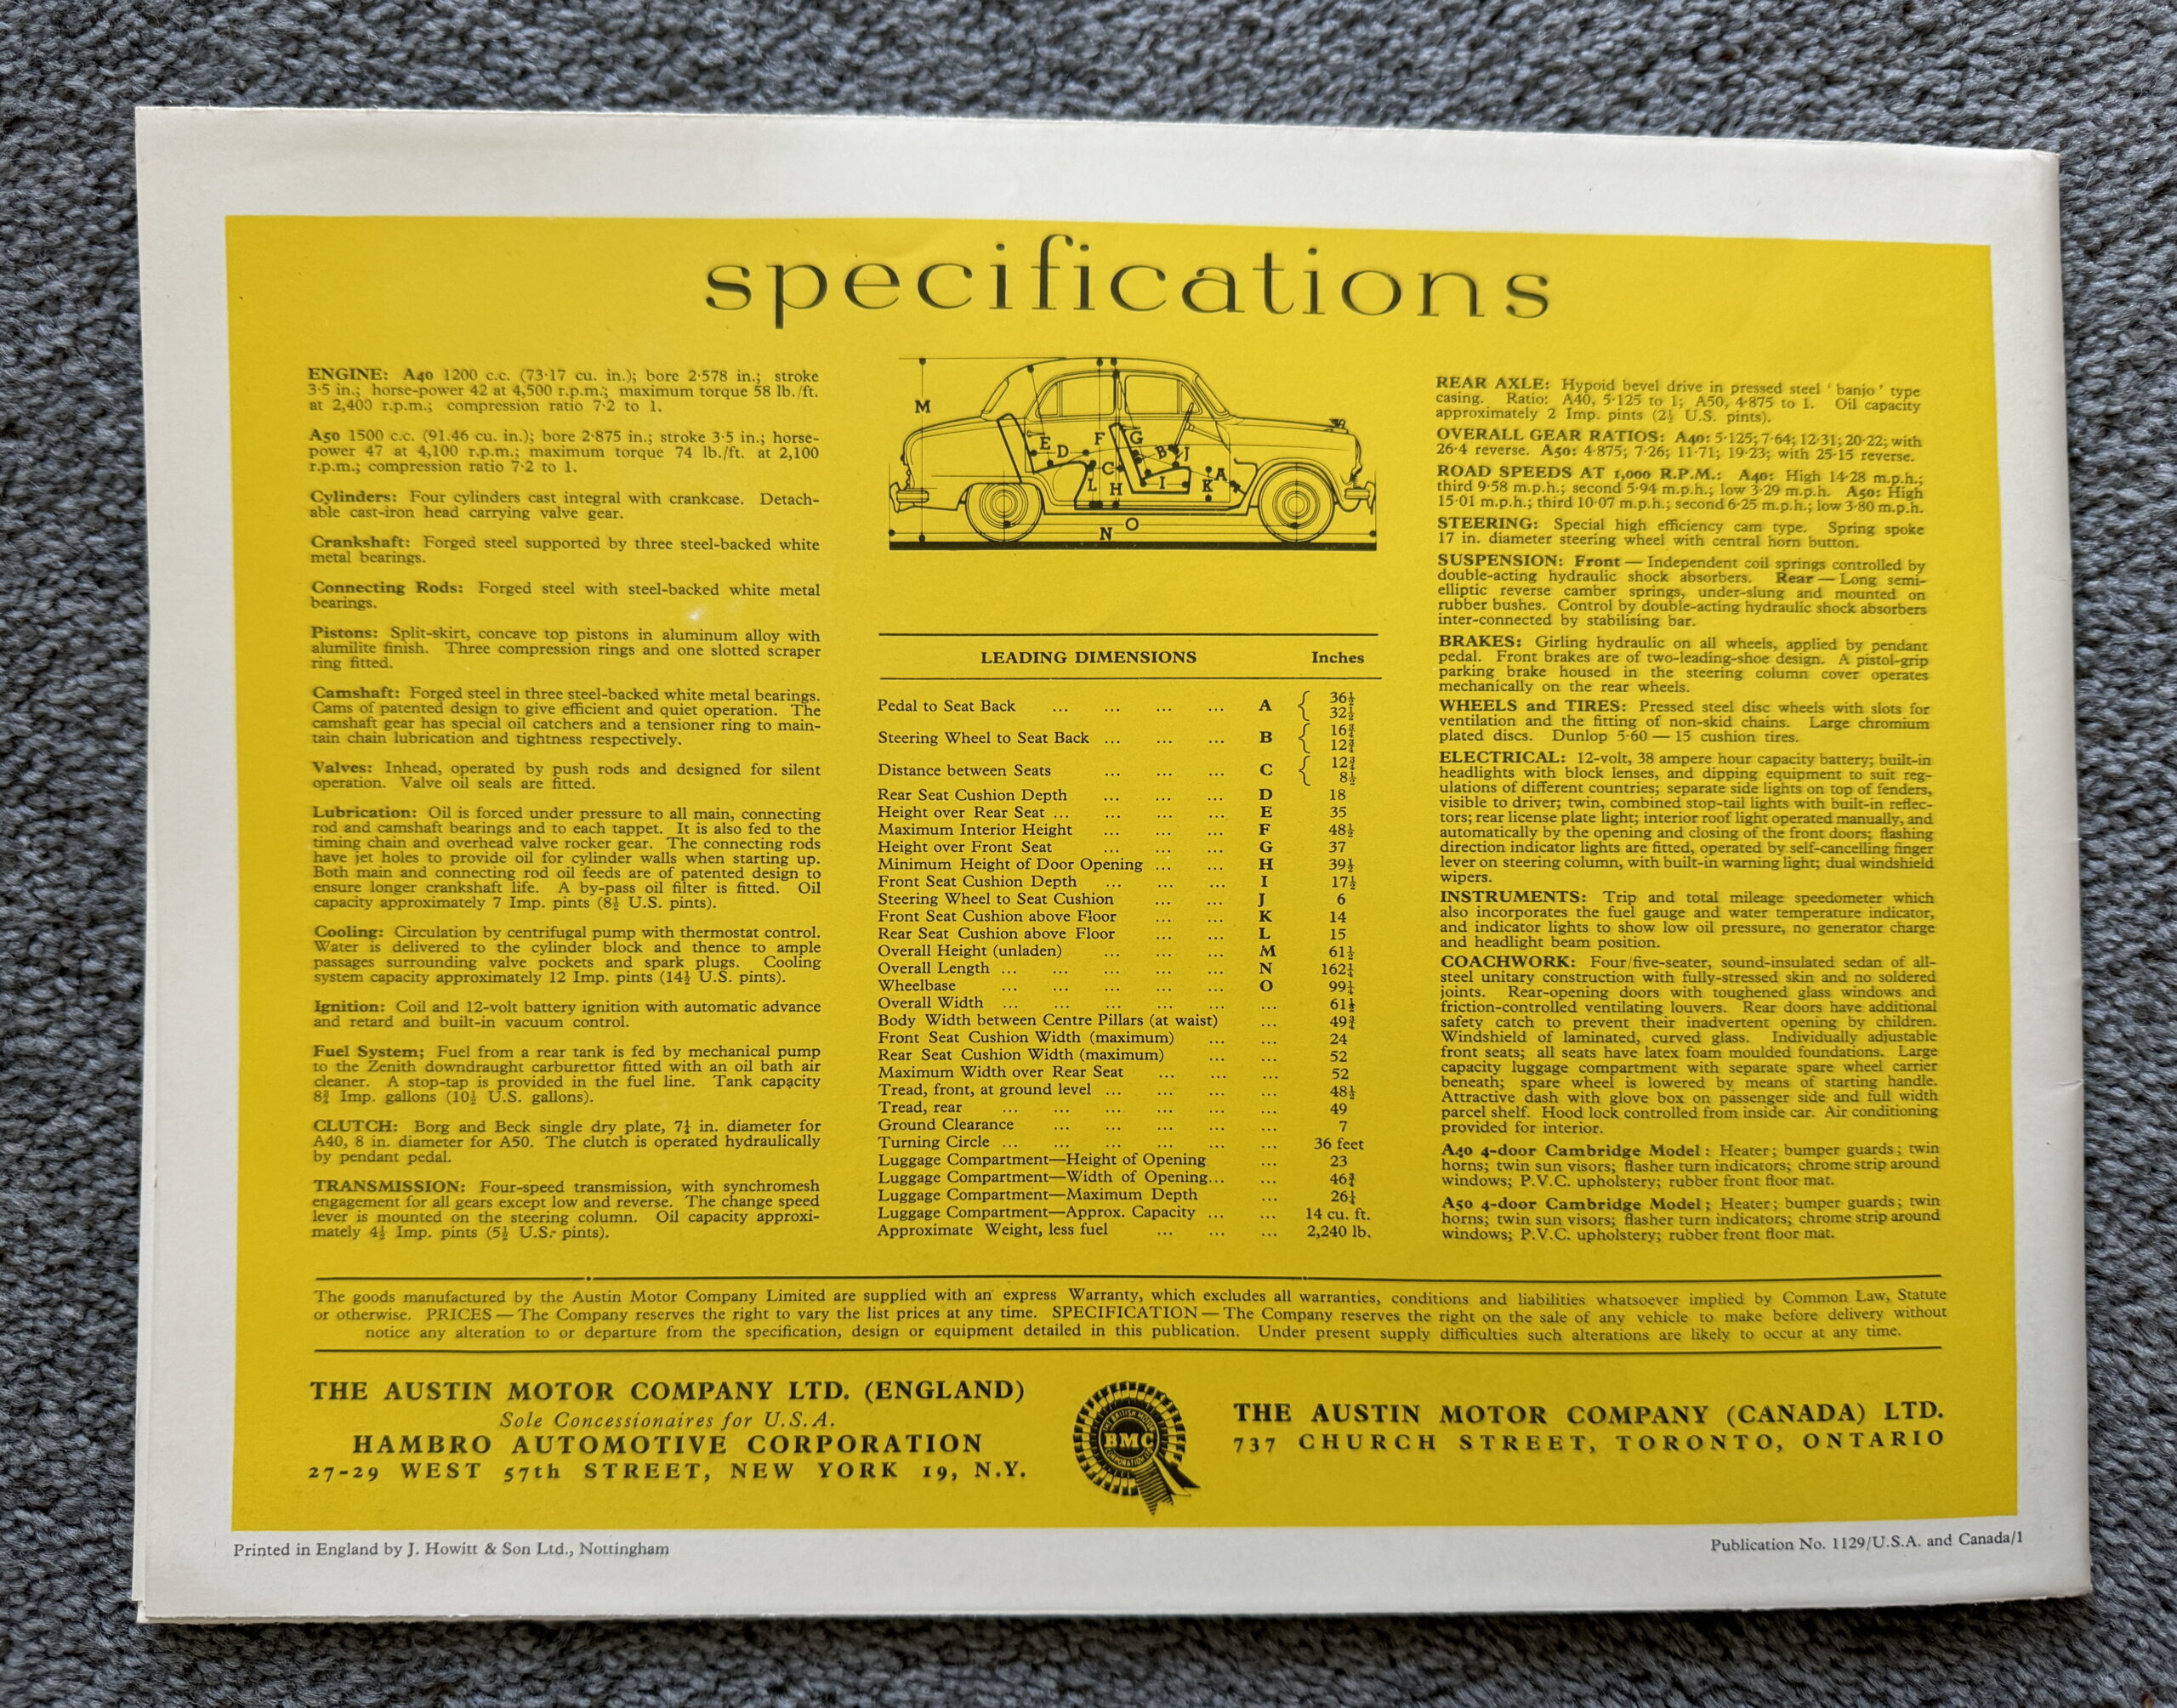 specifications
ENGINE: A40 1200 c.c. (73·17 cu. in.); bore 2·578 in.; stroke
3·5 in.; horse-power 42 at 4,500 r.p.m.; maximum torque 58 lb./ft.
at 2,400 r.p.m.; compression ratio 7·2 to 1.
A50 1500 c.c. (91.46 cu. in.); bore 2·875 in.; stroke 3·5 in.; horse-
power 47 at 4,100 r.p.m.; maximum torque 74 lb./ft. at 2,100
r.p.m.; compression ratio 7·2 to 1.
Cylinders: Four cylinders cast integral with crankcase. Detach-
able cast-iron head carrying valve gear.
Crankshaft: Forged steel supported by three steel-backed white
metal bearings.
Connecting Rods: Forged steel with steel-backed white metal
bearings.
Pistons: Split-skirt, concave top pistons in aluminum alloy with
alumilite finish. Three compression rings and one slotted scraper
ring fitted.
Camshaft: Forged steel in three steel-backed white metal bearings.
Cams of patented design to give efficient and quiet operation. The
camshaft gear has special oil catchers and a tensioner ring to main-
tain chain lubrication and tightness respectively.
Valves: Inhead, operated by push rods and designed for silent
operation. Valve oil seals are fitted.
Lubrication: Oil is forced under pressure to all main, connecting
rod and camshaft bearings and to each tappet. It is also fed to the
timing chain and overhead valve rocker gear. The connecting rods
have jet holes to provide oil for cylinder walls when starting up.
Both main and connecting rod oil feeds are of patented design to
ensure longer crankshaft life. A by-pass oil filter is fitted. Oil
capacity approximately 7 Imp. pints (8½ U.S. pints).
Cooling: Circulation by centrifugal pump with thermostat control.
Water is delivered to the cylinder block and thence to ample
passages surrounding valve pockets and spark plugs. Cooling
system capacity approximately 12 Imp. pints (14½ U.S. pints).
Ignition: Coil and 12-volt battery ignition with automatic advance
and retard and built-in vacuum control.
Fuel System; Fuel from a rear tank is fed by mechanical pump
to the Zenith downdraught carburettor fitted with an oil bath air
cleaner. A stop-tap is provided in the fuel line. Tank capacity
8¾ Imp. gallons (10½ U.S. gallons).
CLUTCH: Borg and Beck single dry plate, 7¼ in. diameter for
A40, 8 in. diameter for A50. The clutch is operated hydraulically
by pendant pedal.
TRANSMISSION: Four-speed transmission, with synchromesh
engagement for all gears except low and reverse. The change speed
lever is mounted on the steering column. Oil capacity approxi-
mately 4½ Imp. pints (5½ U.S. pints).
M
E D F G B J
C A
L H I K
O
N
LEADING DIMENSIONS Inches
Pedal to Seat Back ... ... ... ... A { 36½
32½
Steering Wheel to Seat Back ... ... ... B { 16¾
12¾
Distance between Seats ... ... ... C { 12¾
8½
Rear Seat Cushion Depth ... ... ... D 18
Height over Rear Seat ... ... ... ... E 35
Maximum Interior Height ... ... ... F 48½
Height over Front Seat ... ... ... G 37
Minimum Height of Door Opening ... ... H 39½
Front Seat Cushion Depth ... ... ... I 17½
Steering Wheel to Seat Cushion ... ... J 6
Front Seat Cushion above Floor ... ... K 14
Rear Seat Cushion above Floor ... ... L 15
Overall Height (unladen) ... ... ... M 61½
Overall Length ... ... ... ... ... N 162¼
Wheelbase ... ... ... ... ... O 99¼
Overall Width ... ... ... ... ... ... 61½
Body Width between Centre Pillars (at waist) ... 49¾
Front Seat Cushion Width (maximum) ... ... 24
Rear Seat Cushion Width (maximum) ... ... 52
Maximum Width over Rear Seat ... ... ... 52
Tread, front, at ground level ... ... ... ... 48½
Tread, rear ... ... ... ... ... ... 49
Ground Clearance ... ... ... ... ... 7
Turning Circle ... ... ... ... ... ... 36 feet
Luggage Compartment—Height of Opening ... 23
Luggage Compartment—Width of Opening... ... 46¾
Luggage Compartment—Maximum Depth ... 26¼
Luggage Compartment—Approx. Capacity ... ... 14 cu. ft.
Approximate Weight, less fuel ... ... ... 2,240 lb.
REAR AXLE: Hypoid bevel drive in pressed steel ' banjo ' type
casing. Ratio: A40, 5·125 to 1; A50, 4·875 to 1. Oil capacity
approximately 2 Imp. pints (2½ U.S. pints).
OVERALL GEAR RATIOS: A40: 5·125; 7·64; 12·31; 20·22; with
26·4 reverse. A50: 4·875; 7·26; 11·71; 19·23; with 25·15 reverse.
ROAD SPEEDS AT 1,000 R.P.M.: A40: High 14·28 m.p.h.;
third 9·58 m.p.h.; second 5·94 m.p.h.; low 3·29 m.p.h. A50: High
15·01 m.p.h.; third 10·07 m.p.h.; second 6·25 m.p.h.; low 3·80 m.p.h.
STEERING: Special high efficiency cam type. Spring spoke
17 in. diameter steering wheel with central horn button.
SUSPENSION: Front — Independent coil springs controlled by
double-acting hydraulic shock absorbers. Rear — Long semi-
elliptic reverse camber springs, under-slung and mounted on
rubber bushes. Control by double-acting hydraulic shock absorbers
inter-connected by stabilising bar.
BRAKES: Girling hydraulic on all wheels, applied by pendant
pedal. Front brakes are of two-leading-shoe design. A pistol-grip
parking brake housed in the steering column cover operates
mechanically on the rear wheels.
WHEELS and TIRES: Pressed steel disc wheels with slots for
ventilation and the fitting of non-skid chains. Large chromium
plated discs. Dunlop 5·60 — 15 cushion tires.
ELECTRICAL: 12-volt, 38 ampere hour capacity battery; built-in
headlights with block lenses, and dipping equipment to suit reg-
ulations of different countries; separate side lights on top of fenders,
visible to driver; twin, combined stop-tail lights with built-in reflec-
tors; rear license plate light; interior roof light operated manually, and
automatically by the opening and closing of the front doors; flashing
direction indicator lights are fitted, operated by self-cancelling finger
lever on steering column, with built-in warning light; dual windshield
wipers.
INSTRUMENTS: Trip and total mileage speedometer which
also incorporates the fuel gauge and water temperature indicator,
and indicator lights to show low oil pressure, no generator charge
and headlight beam position.
COACHWORK: Four/five-seater, sound-insulated sedan of all-
steel unitary construction with fully-stressed skin and no soldered
joints. Rear-opening doors with toughened glass windows and
friction-controlled ventilating louvers. Rear doors have additional
safety catch to prevent their inadvertent opening by children.
Windshield of laminated, curved glass. Individually adjustable
front seats; all seats have latex foam moulded foundations. Large
capacity luggage compartment with separate spare wheel carrier
beneath; spare wheel is lowered by means of starting handle.
Attractive dash with glove box on passenger side and full width
parcel shelf. Hood lock controlled from inside car. Air conditioning
provided for interior.
A40 4-door Cambridge Model: Heater; bumper guards; twin
horns; twin sun visors; flasher turn indicators; chrome strip around
windows; P.V.C. upholstery; rubber front floor mat.
A50 4-door Cambridge Model; Heater; bumper guards; twin
horns; twin sun visors; flasher turn indicators; chrome strip around
windows; P.V.C. upholstery; rubber front floor mat.
The goods manufactured by the Austin Motor Company Limited are supplied with an express Warranty, which excludes all warranties, conditions and liabilities whatsoever implied by Common Law, Statute
or otherwise. PRICES — The Company reserves the right to vary the list prices at any time. SPECIFICATION — The Company reserves the right on the sale of any vehicle to make before delivery without
notice any alteration to or departure from the specification, design or equipment detailed in this publication. Under present supply difficulties such alterations are likely to occur at any time.
THE AUSTIN MOTOR COMPANY LTD. (ENGLAND)
Sole Concessionaires for U.S.A.
HAMBRO AUTOMOTIVE CORPORATION
27-29 WEST 57th STREET, NEW YORK 19, N.Y.
THE BRITISH MOTOR
BMC
CORPORATION LTD
THE AUSTIN MOTOR COMPANY (CANADA) LTD.
737 CHURCH STREET, TORONTO, ONTARIO
Printed in England by J. Howitt & Son Ltd., Nottingham
Publication No. 1129/U.S.A. and Canada/1